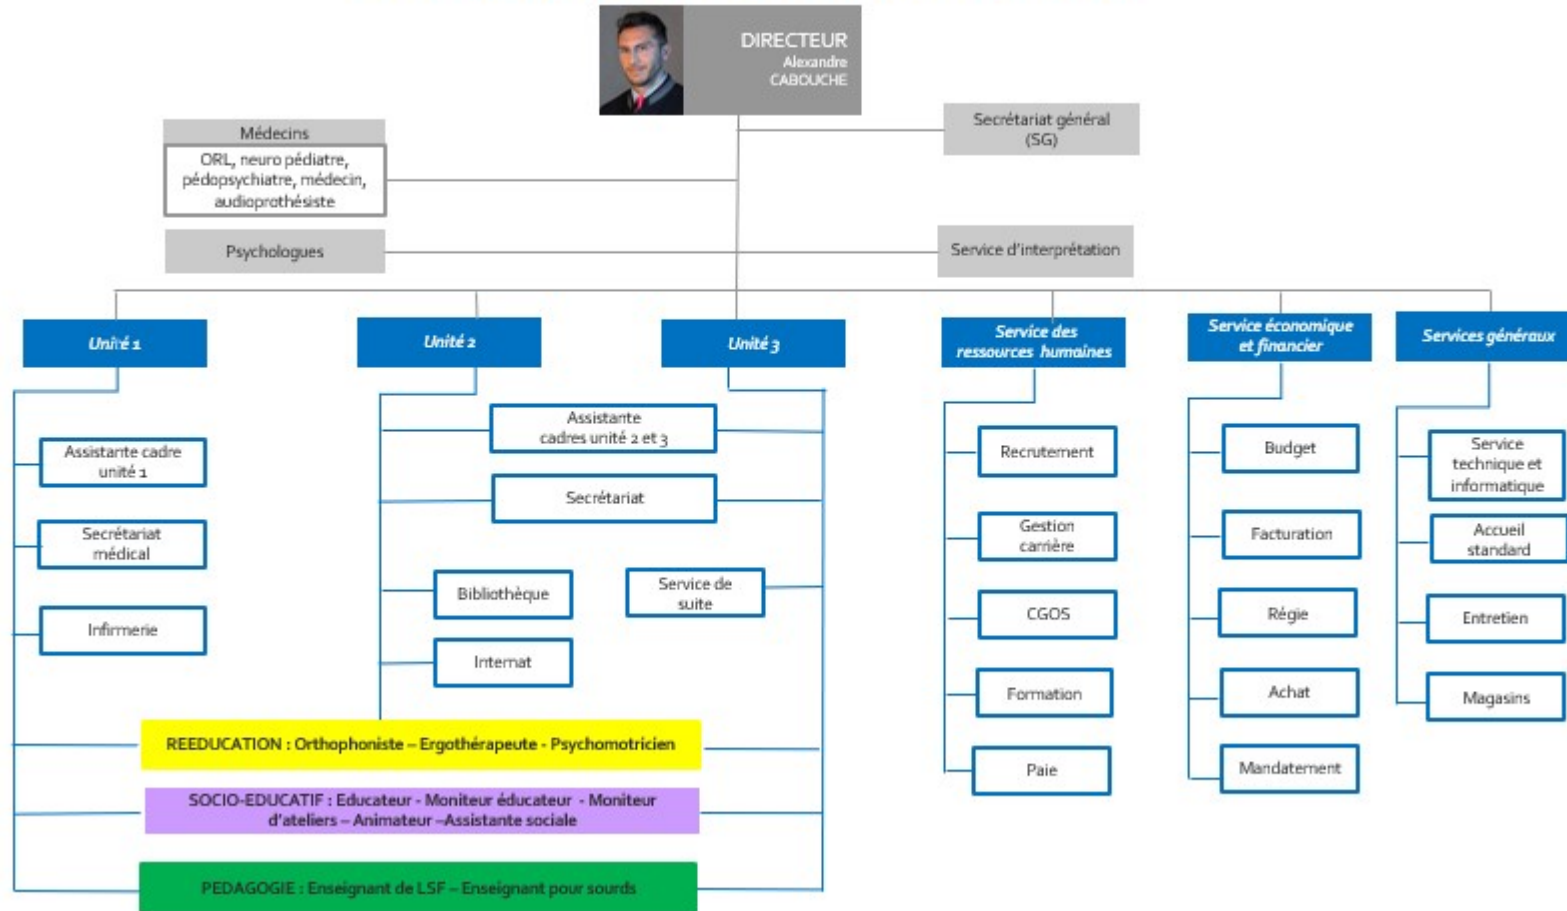 DIRECTEUR
Alexandre
CABOUCHE
Secrétariat général
(SG)
Médecins
ORL, neuro pédiatre,
pédopsychiatre, médecin,
audioprothésiste
Psychologues
Service d'interprétation
Unité 1
Unité 2
Unité 3
Service des
ressources humaines
Service économique
et financier
Services généraux
Assistante cadre
unité 1
Secrétariat
médical
Infirmerie
Assistante
cadres unité 2 et 3
Secrétariat
Bibliothèque
Internat
Service de
suite
Recrutement
Gestion
carrière
CGOS
Formation
Paie
Budget
Facturation
Régie
Achat
Mandatement
Service
technique et
informatique
Accueil
standard
Entretien
Magasins
REEDUCATION : Orthophoniste – Ergothérapeute - Psychomotricien
SOCIO-EDUCATIF : Educateur - Moniteur éducateur - Moniteur
d'ateliers – Animateur –Assistante sociale
PEDAGOGIE : Enseignant de LSF – Enseignant pour sourds